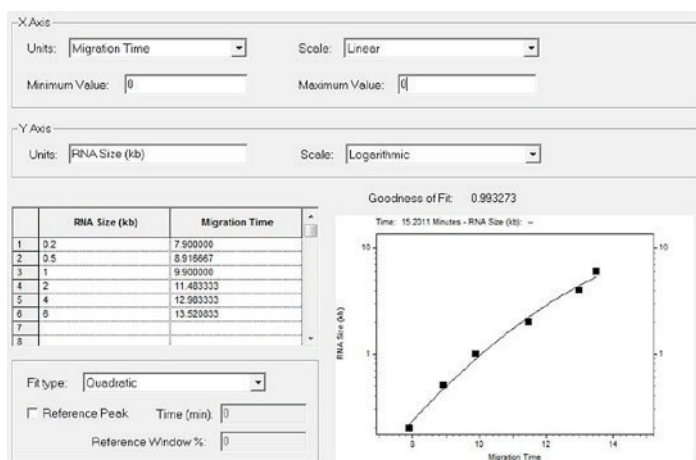 X Axis
Units: Migration Time Scale: Linear
Minimum Value: 0 Maximum Value: 0
Y Axis
Units: RNA Size (kb) Scale: Logarithmic
Goodness of Fit: 0.993273
RNA Size (kb) Migration Time
1 0.2 7.900000
2 0.5 8.916667
3 1 9.900000
4 2 11.483333
5 4 12.983333
6 6 13.520833
7
8
Fit type: Quadratic
Reference Peak Time (min): 0
Reference Window %: 0
Time: 15.2011 Minutes - RNA Size (kb): --
10 10
RNA Size (kb)
1 1
8 10 12 14
Migration Time